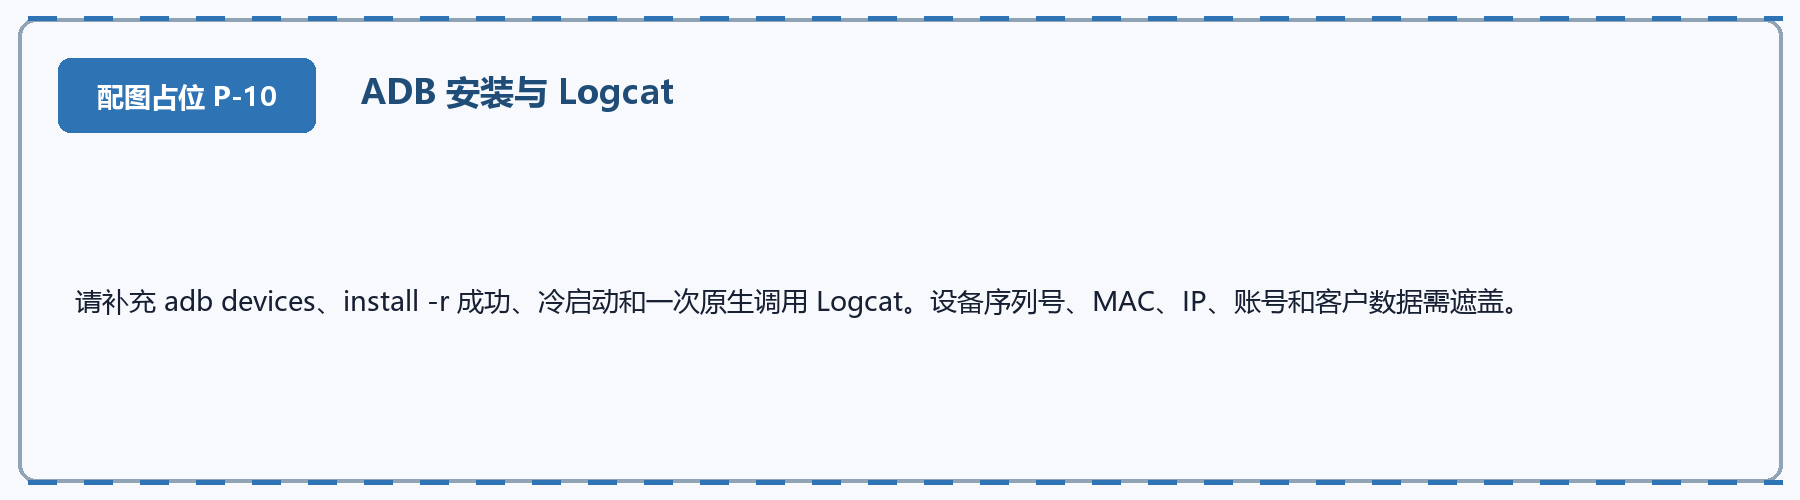 配图占位 P-10
ADB 安装与 Logcat
请补充 adb devices、install -r 成功、冷启动和一次原生调用 Logcat。设备序列号、MAC、IP、账号和客户数据需遮盖。